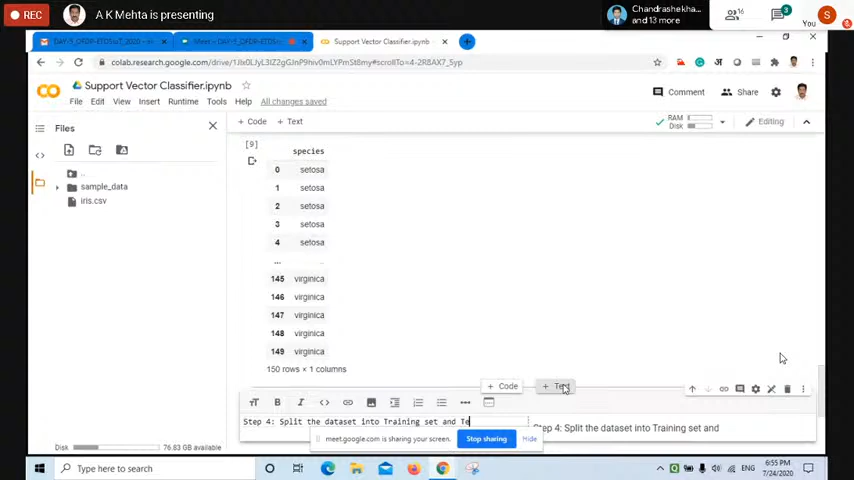 REC
A K Mehta is presenting
Chandrashekha...
and 13 more
16
3
You
S
Support Vector Classifier.ipynb
colab.research.google.com/drive/1JIx0LJyL3IZ2gGJnP9hiv0mLYPmSt8my#scrollTo=4-2R8AX7_5yp
Support Vector Classifier.ipynb
File Edit View Insert Runtime Tools Help All changes saved
Comment
Share
+ Code + Text
RAM
Disk
Editing
Files
..
sample_data
iris.csv
[9]
species
0 setosa
1 setosa
2 setosa
3 setosa
4 setosa
... ...
145 virginica
146 virginica
147 virginica
148 virginica
149 virginica
150 rows × 1 columns
+ Code + Text
Step 4: Split the dataset into Training set and Te
Step 4: Split the dataset into Training set and
meet.google.com is sharing your screen. Stop sharing Hide
Disk 76.83 GB available
Type here to search
ENG
6:55 PM
7/24/2020